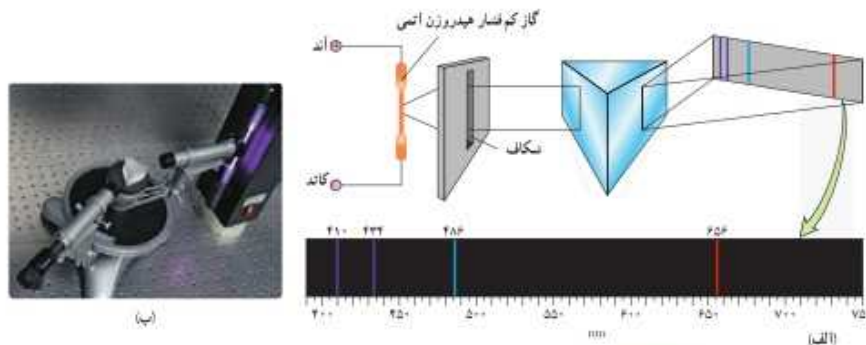 گاز کم فشار هیدروژن اتمی
آند
شکاف
کاتد
۴۱۰ ۴۳۴ ۴۸۶ ۶۵۶
۴۰۰ ۴۵۰ ۵۰۰ ۵۵۰ ۶۰۰ ۶۵۰ ۷۰۰ ۷۵
nm
(الف)
(ب)